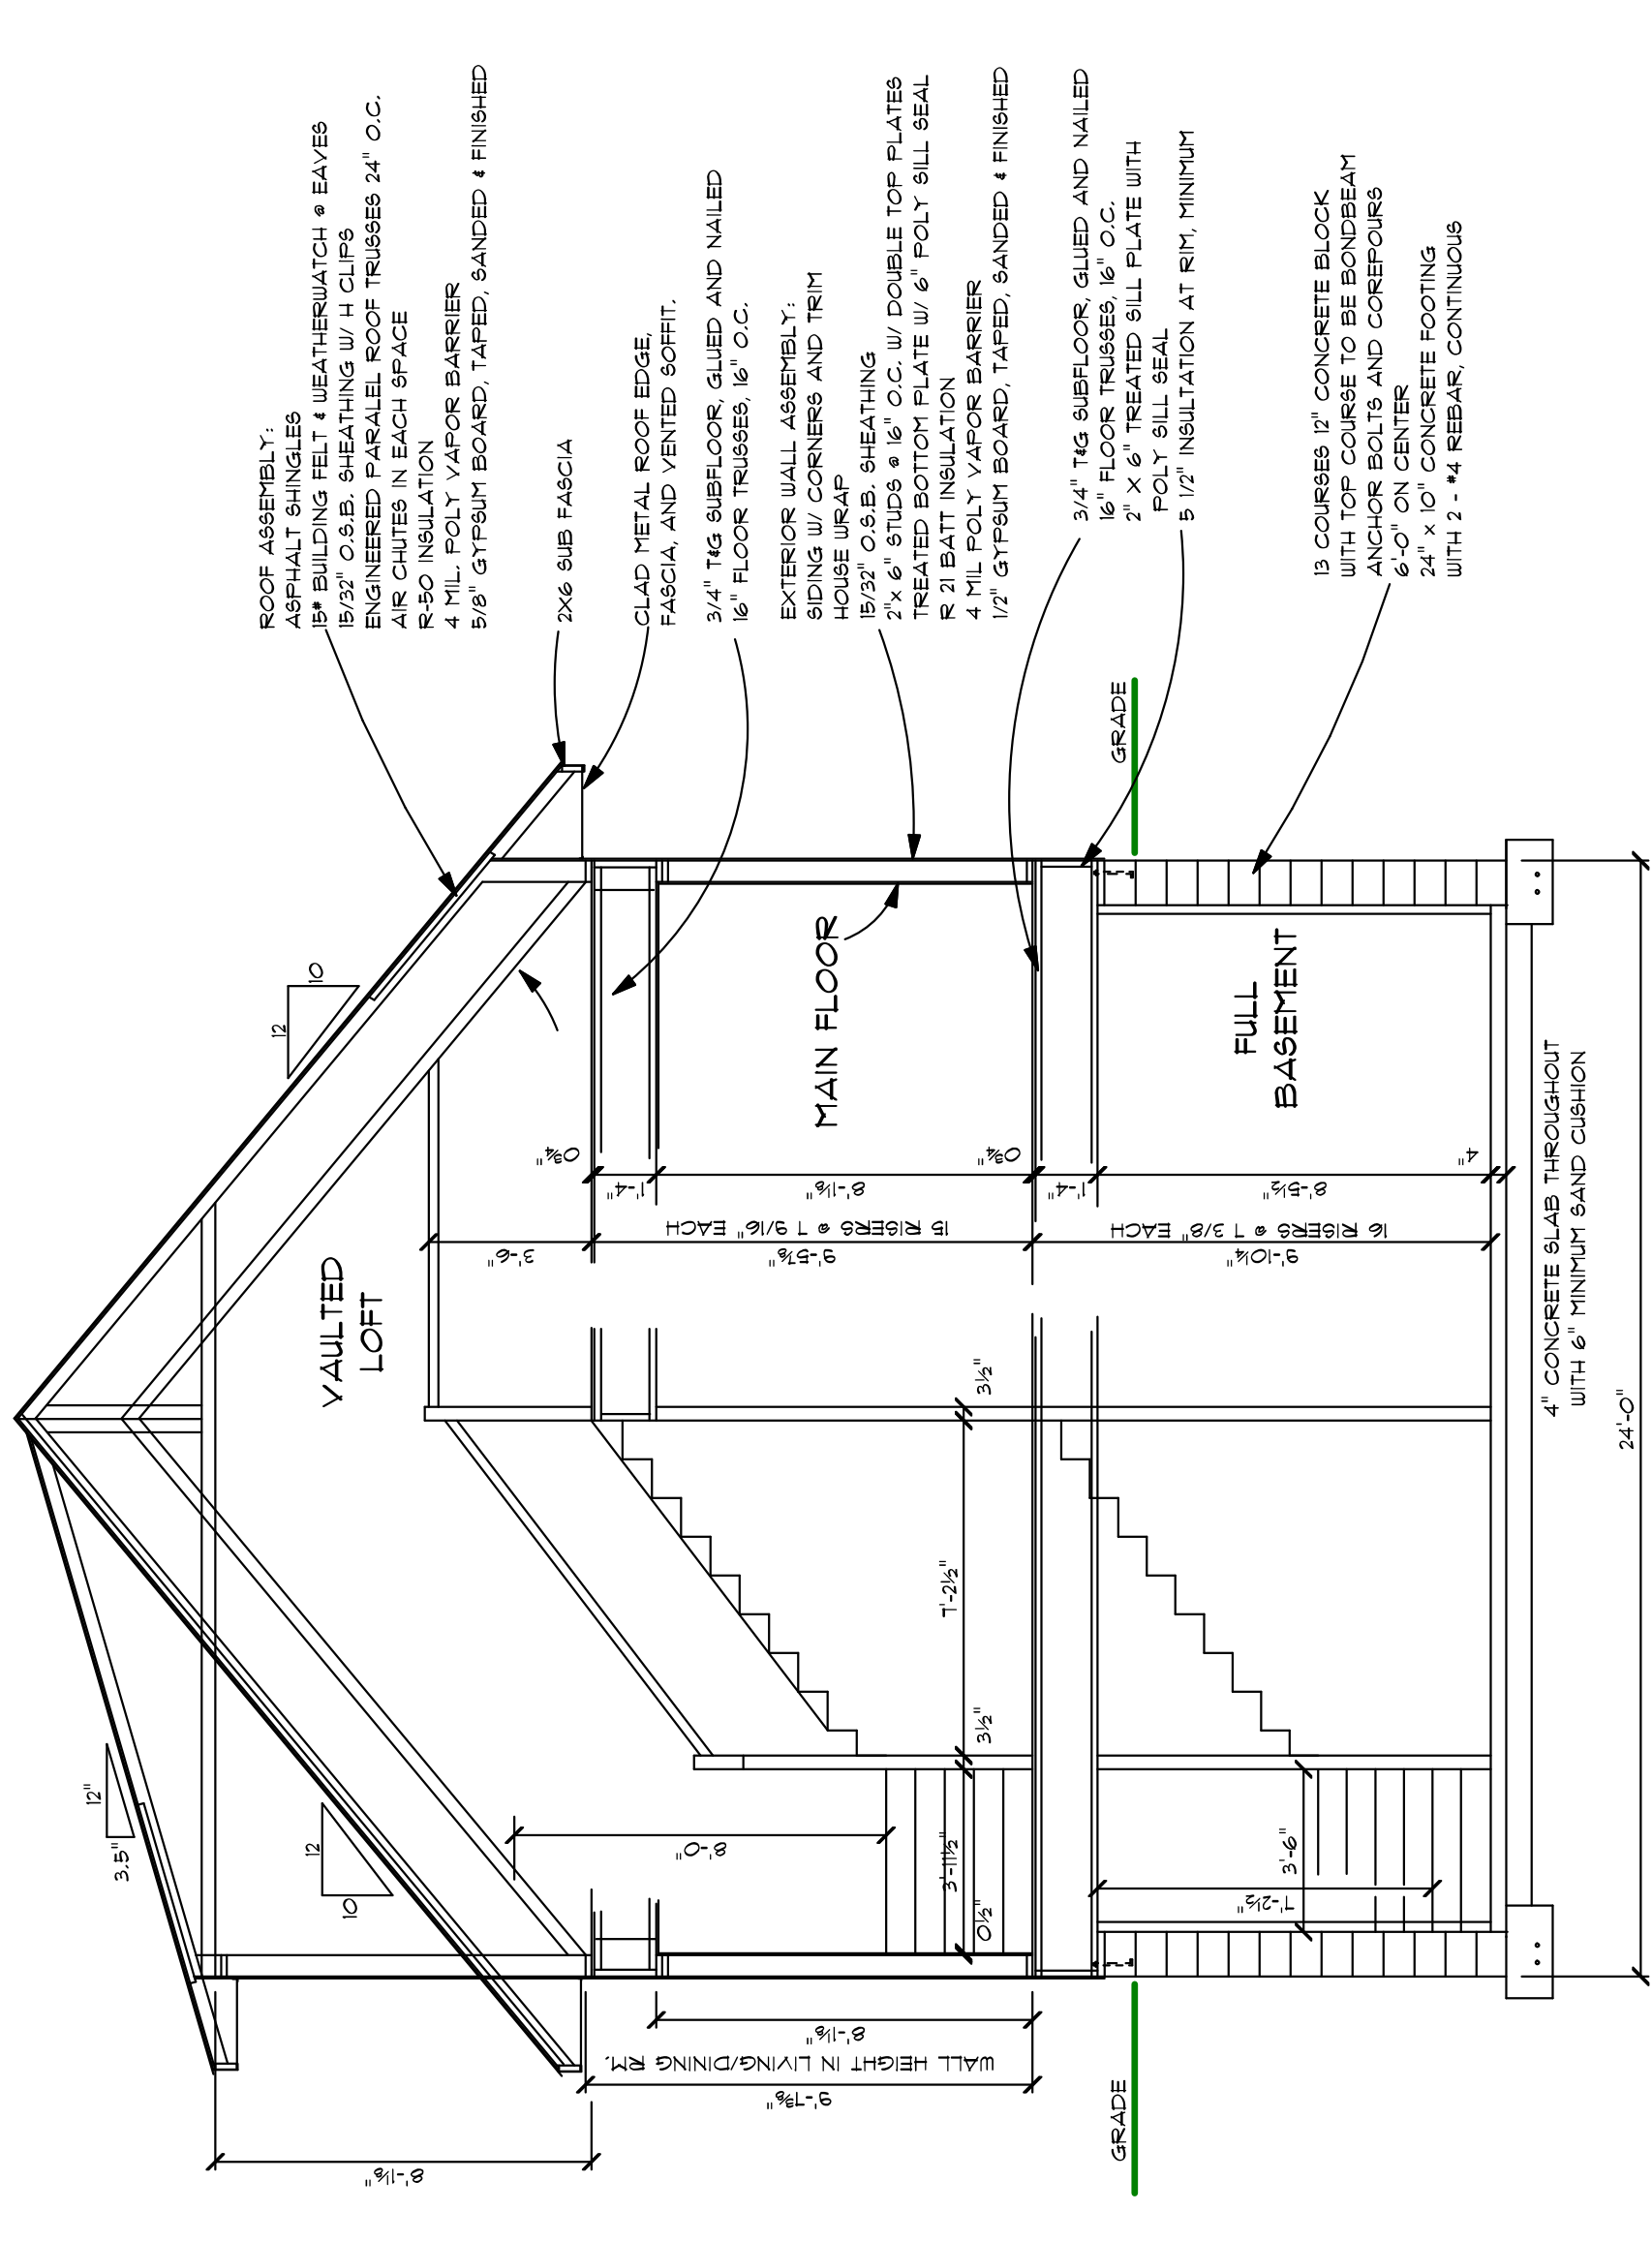 ROOF ASSEMBLY:
ASPHALT SHINGLES
15# BUILDING FELT & WEATHERWATCH @ EAVES
15/32" O.S.B. SHEATHING W/ H CLIPS
ENGINEERED PARALEL ROOF TRUSSES 24" O.C.
AIR CHUTES IN EACH SPACE
R-50 INSULATION
4 MIL. POLY VAPOR BARRIER
5/8" GYPSUM BOARD, TAPED, SANDED & FINISHED
2X6 SUB FASCIA
CLAD METAL ROOF EDGE,
FASCIA, AND VENTED SOFFIT.
3/4" T&G SUBFLOOR, GLUED AND NAILED
16" FLOOR TRUSSES, 16" O.C.
EXTERIOR WALL ASSEMBLY:
SIDING W/ CORNERS AND TRIM
HOUSE WRAP
15/32" O.S.B. SHEATHING
2"x 6" STUDS @ 16" O.C. W/ DOUBLE TOP PLATES
TREATED BOTTOM PLATE W/ 6" POLY SILL SEAL
R 21 BATT INSULATION
4 MIL POLY VAPOR BARRIER
1/2" GYPSUM BOARD, TAPED, SANDED & FINISHED
3/4" T&G SUBFLOOR, GLUED AND NAILED
16" FLOOR TRUSSES, 16" O.C.
2" X 6" TREATED SILL PLATE WITH
POLY SILL SEAL
5 1/2" INSULTATION AT RIM, MINIMUM
13 COURSES 12" CONCRETE BLOCK
WITH TOP COURSE TO BE BONDBEAM
ANCHOR BOLTS AND COREPOURS
6'-0" ON CENTER
24" x 10" CONCRETE FOOTING
WITH 2 - #4 REBAR, CONTINUOUS
GRADE
12
10
MAIN FLOOR
FULL
BASEMENT
VAULTED
LOFT
0¾"
1'-4"
8'-1⅛"
0¾"
1'-4"
8'-5½"
4"
3'-6"
15 RISERS @ 7 9/16" EACH
9'-5⅞"
16 RISERS @ 7 3/8" EACH
9'-10¼"
4" CONCRETE SLAB THROUGHOUT
WITH 6" MINIMUM SAND CUSHION
24'-0"
3½"
7'-2½"
3½"
3'-11½"
0½"
8'-0"
3'-6"
7'-2½"
12"
3.5"
12
10
8'-1⅛"
WALL HEIGHT IN LIVING/DINING RM.
9'-7⅜"
8'-1⅛"
GRADE